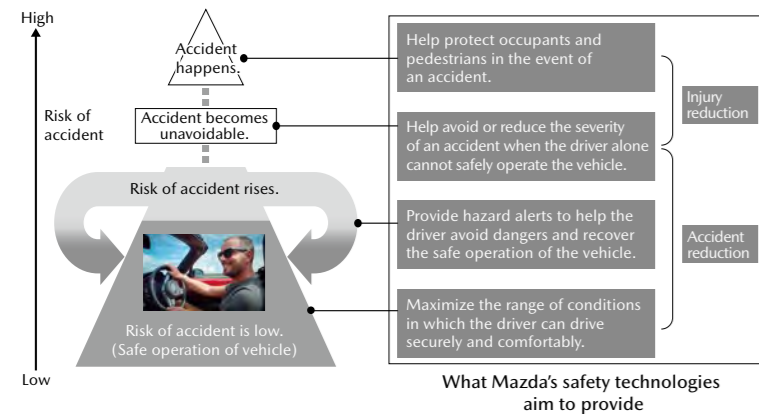 High
Risk of
accident
Low
Accident
happens.
Accident becomes
unavoidable.
Risk of accident rises.
Risk of accident is low.
(Safe operation of vehicle)
Help protect occupants and
pedestrians in the event of
an accident.
Help avoid or reduce the severity
of an accident when the driver alone
cannot safely operate the vehicle.
Provide hazard alerts to help the
driver avoid dangers and recover
the safe operation of the vehicle.
Maximize the range of conditions
in which the driver can drive
securely and comfortably.
Injury
reduction
Accident
reduction
What Mazda's safety technologies
aim to provide